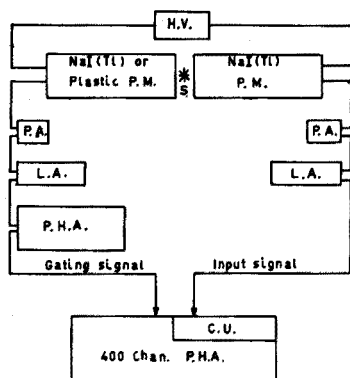 H.V.
NaI(Tl) or
Plastic P.M.
S
NaI(Tl)
P.M.
P.A.
P.A.
L.A.
L.A.
P.H.A.
Gating signal
Input signal
C.U.
400 Chan. P.H.A.